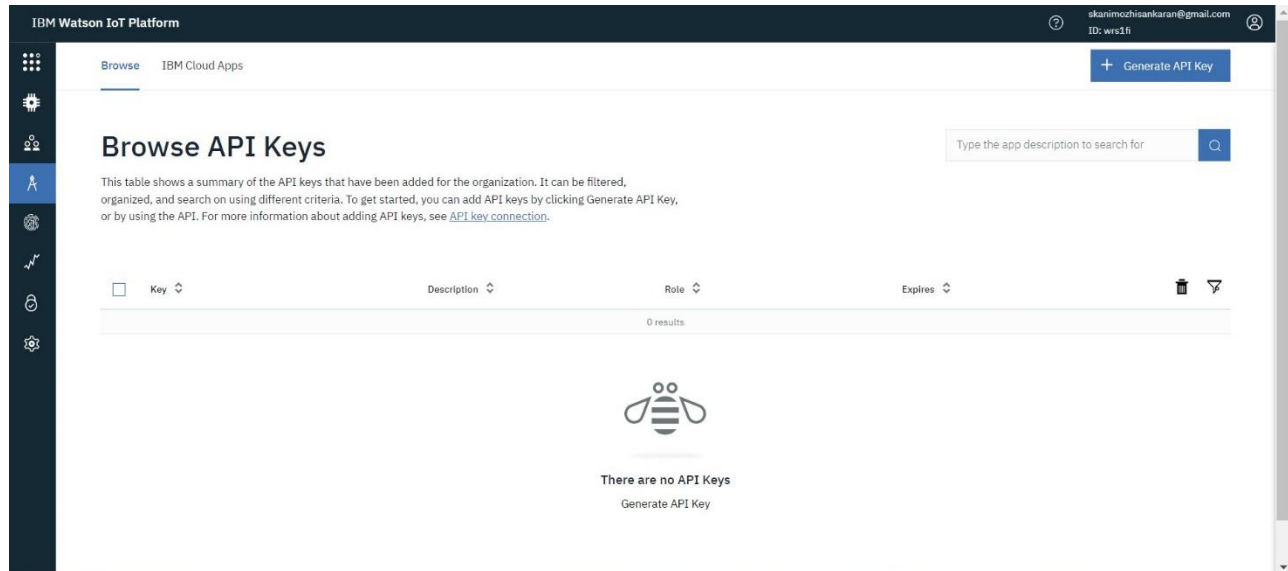 IBM Watson IoT Platform
skanimozhisankaran@gmail.com
ID: wrs1fi
Browse IBM Cloud Apps
+ Generate API Key
Browse API Keys
Type the app description to search for
This table shows a summary of the API keys that have been added for the organization. It can be filtered,
organized, and search on using different criteria. To get started, you can add API keys by clicking Generate API Key,
or by using the API. For more information about adding API keys, see API key connection.
Key Description Role Expires
0 results
There are no API Keys
Generate API Key